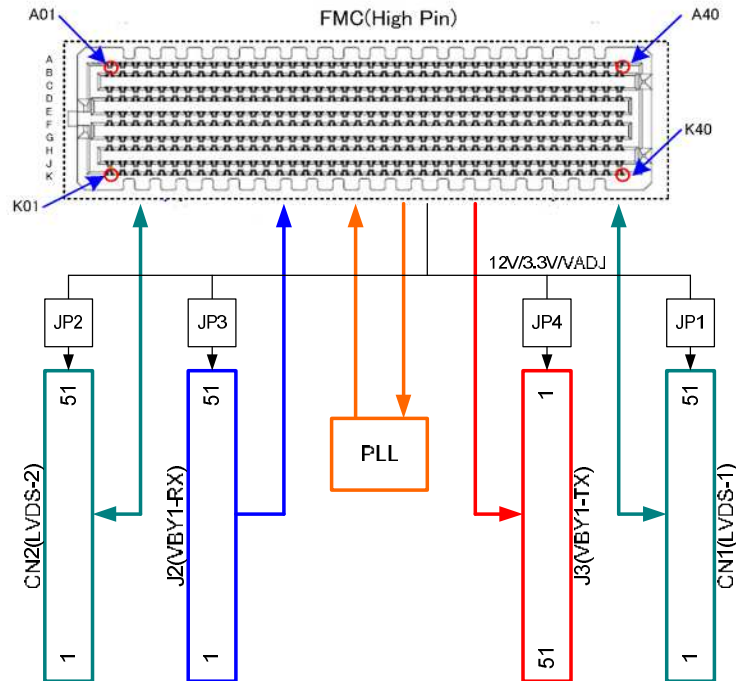 FMC(High Pin)
A01
A40
A
B
C
D
E
F
G
H
J
K
K01
K40
12V/3.3V/VADJ
JP2
JP3
JP4
JP1
51
51
1
51
PLL
CN2(LVDS-2)
J2(VBY1-RX)
J3(VBY1-TX)
CN1(LVDS-1)
1
1
51
1